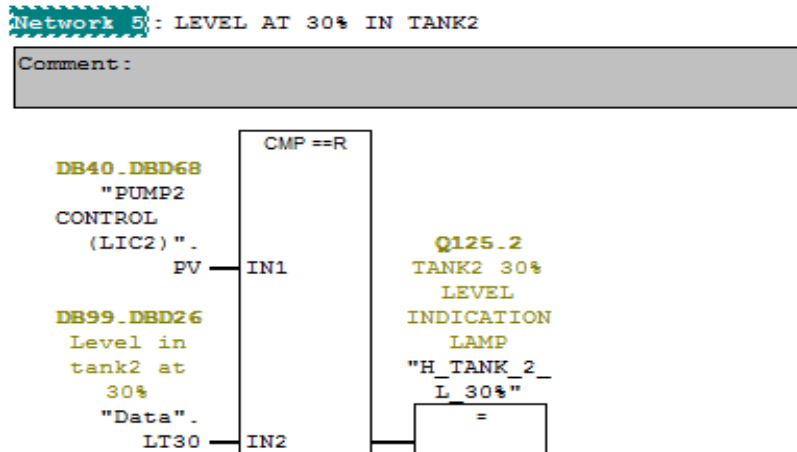 Network 5: LEVEL AT 30% IN TANK2
Comment:
CMP ==R
DB40.DBD68
"PUMP2
CONTROL
(LIC2)".
PV
IN1
DB99.DBD26
Level in
tank2 at
30%
"Data".
LT30
IN2
Q125.2
TANK2 30%
LEVEL
INDICATION
LAMP
"H_TANK_2_
L_30%"
=